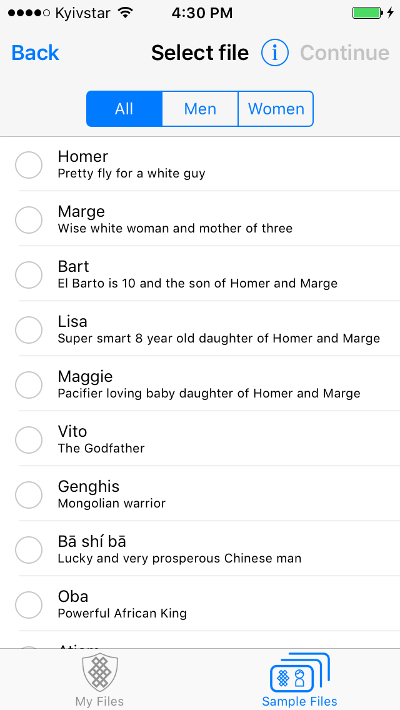 Kyivstar 4:30 PM
Back Select file i Continue
All Men Women
Homer
Pretty fly for a white guy
Marge
Wise white woman and mother of three
Bart
El Barto is 10 and the son of Homer and Marge
Lisa
Super smart 8 year old daughter of Homer and Marge
Maggie
Pacifier loving baby daughter of Homer and Marge
Vito
The Godfather
Genghis
Mongolian warrior
Bā shí bā
Lucky and very prosperous Chinese man
Oba
Powerful African King
My Files Sample Files